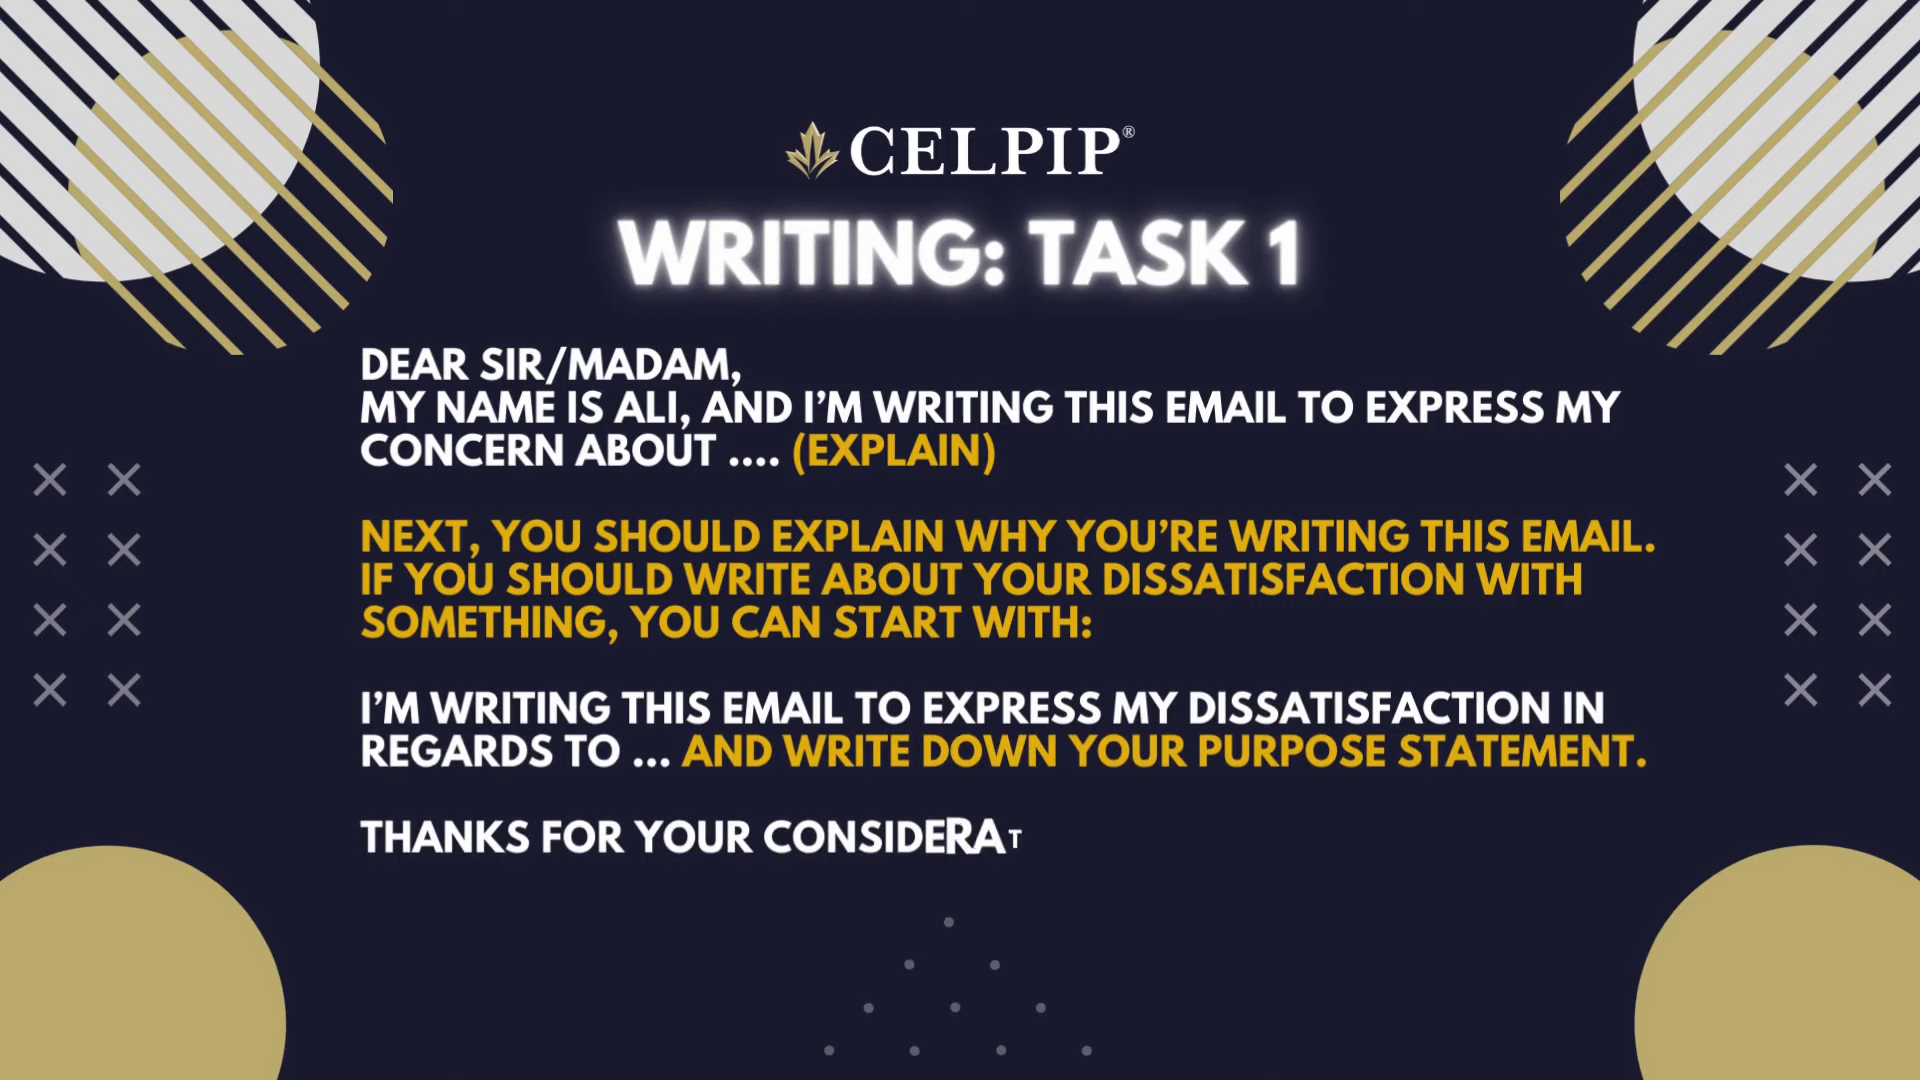 CELPIP®
WRITING: TASK 1
DEAR SIR/MADAM,
MY NAME IS ALI, AND I'M WRITING THIS EMAIL TO EXPRESS MY
CONCERN ABOUT .... (EXPLAIN)
NEXT, YOU SHOULD EXPLAIN WHY YOU'RE WRITING THIS EMAIL.
IF YOU SHOULD WRITE ABOUT YOUR DISSATISFACTION WITH
SOMETHING, YOU CAN START WITH:
I'M WRITING THIS EMAIL TO EXPRESS MY DISSATISFACTION IN
REGARDS TO ... AND WRITE DOWN YOUR PURPOSE STATEMENT.
THANKS FOR YOUR CONSIDERAT